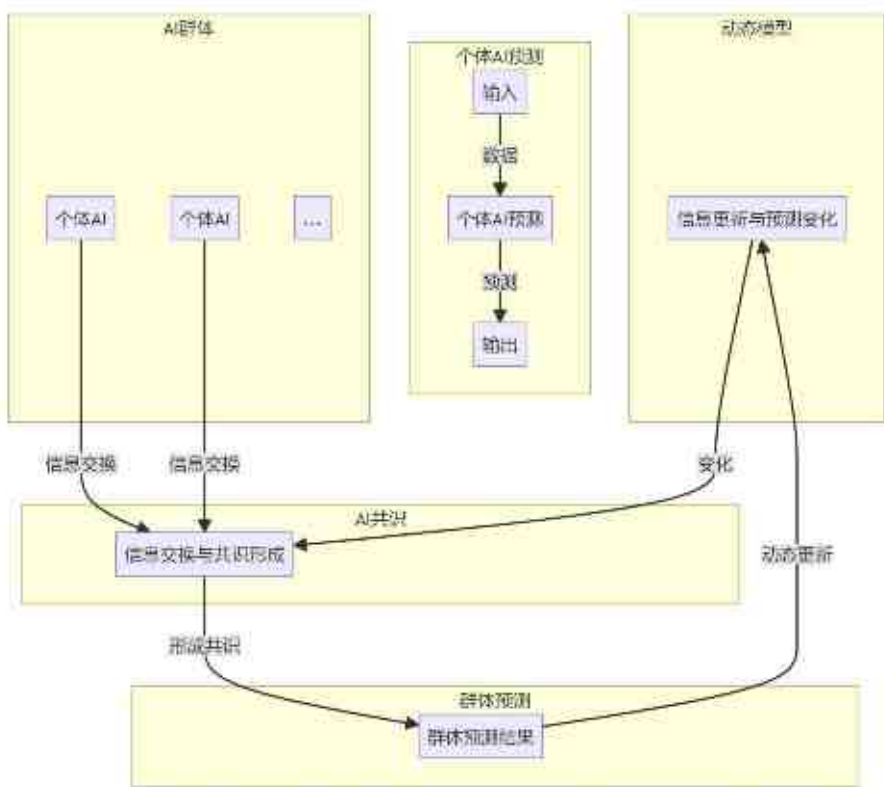 AI群体
个体AI预测
动态模型
输入
数据
个体AI
个体AI
...
个体AI预测
信息更新与预测变化
预测
输出
信息交换
信息交换
变化
AI共识
信息交换与共识形成
动态更新
形成共识
群体预测
群体预测结果